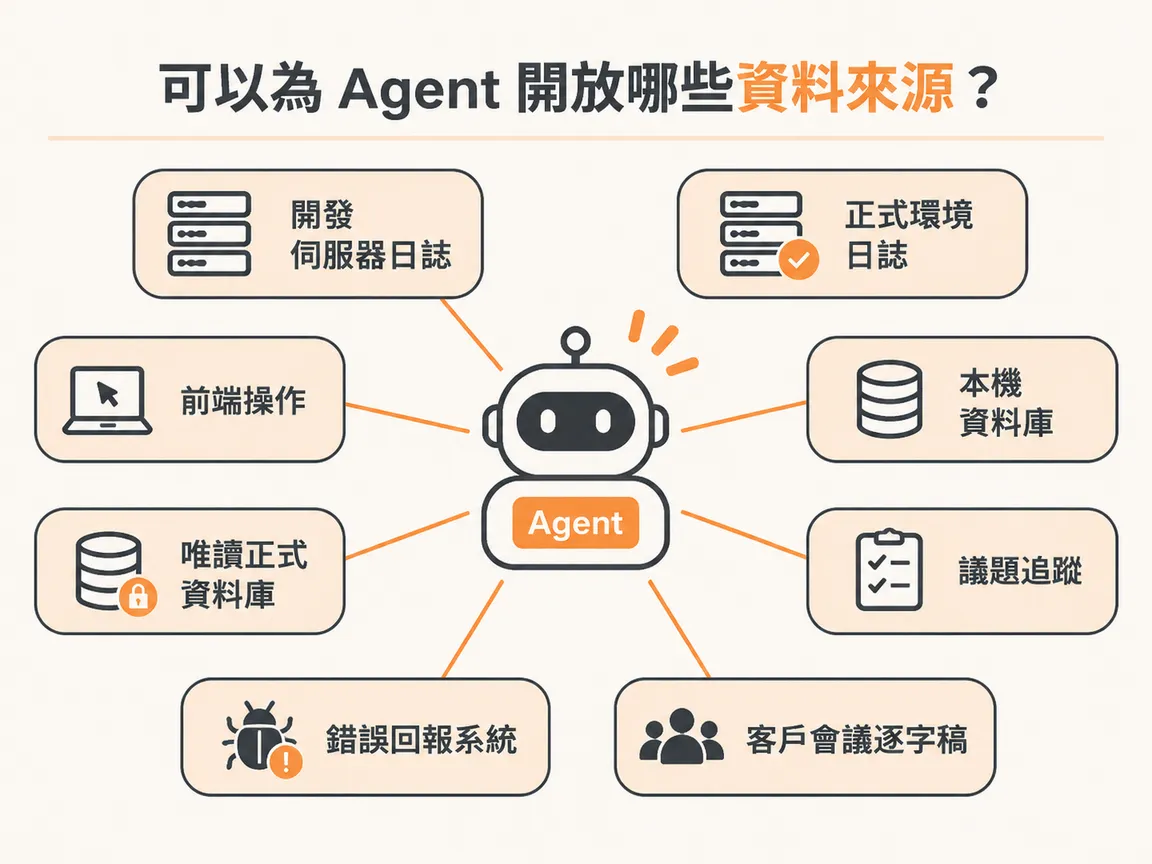 可以為 Agent 開放哪些資料來源？
開發
伺服器日誌
正式環境
日誌
前端操作
本機
資料庫
Agent
唯讀正式
資料庫
議題追蹤
錯誤回報系統
客戶會議逐字稿